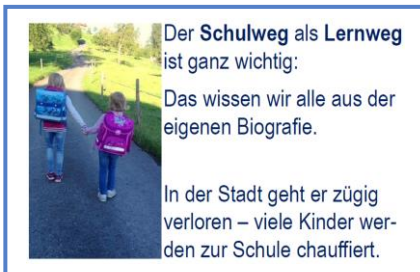 Der Schulweg als Lernweg
ist ganz wichtig:
Das wissen wir alle aus der
eigenen Biografie.
In der Stadt geht er zügig
verloren – viele Kinder wer-
den zur Schule chauffiert.